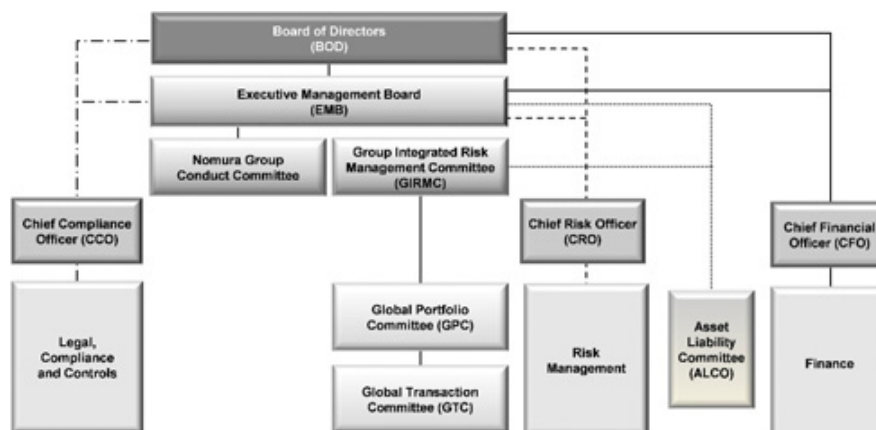 Board of Directors
(BOD)
Executive Management Board
(EMB)
Nomura Group
Conduct Committee
Group Integrated Risk
Management Committee
(GIRMC)
Chief Compliance
Officer (CCO)
Chief Risk Officer
(CRO)
Chief Financial
Officer (CFO)
Legal,
Compliance
and Controls
Global Portfolio
Committee (GPC)
Global Transaction
Committee (GTC)
Risk
Management
Asset
Liability
Committee
(ALCO)
Finance